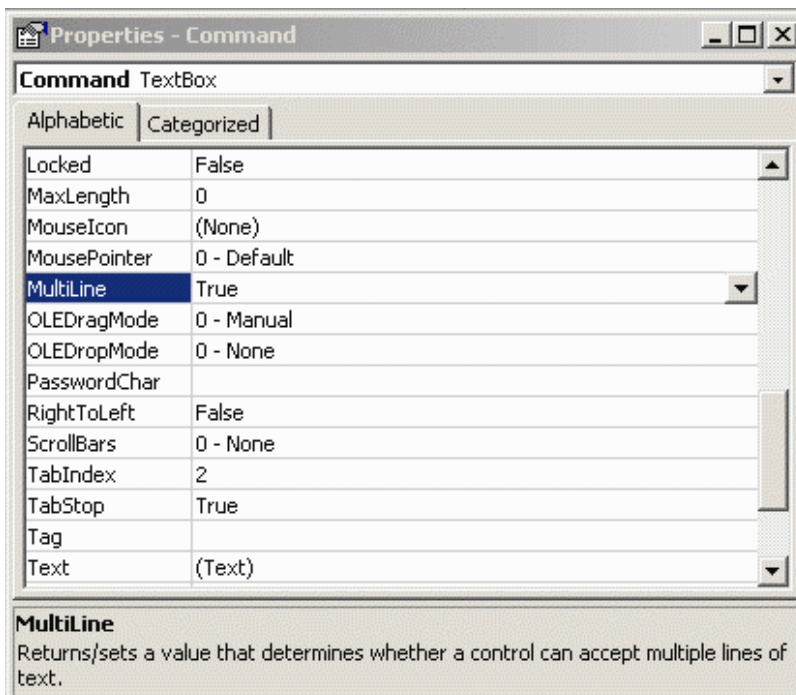 Properties - Command
Command TextBox
Alphabetic Categorized
Locked False
MaxLength 0
MouseIcon (None)
MousePointer 0 - Default
MultiLine True
OLEDragMode 0 - Manual
OLEDropMode 0 - None
PasswordChar
RightToLeft False
ScrollBars 0 - None
TabIndex 2
TabStop True
Tag
Text (Text)
MultiLine
Returns/sets a value that determines whether a control can accept multiple lines of
text.